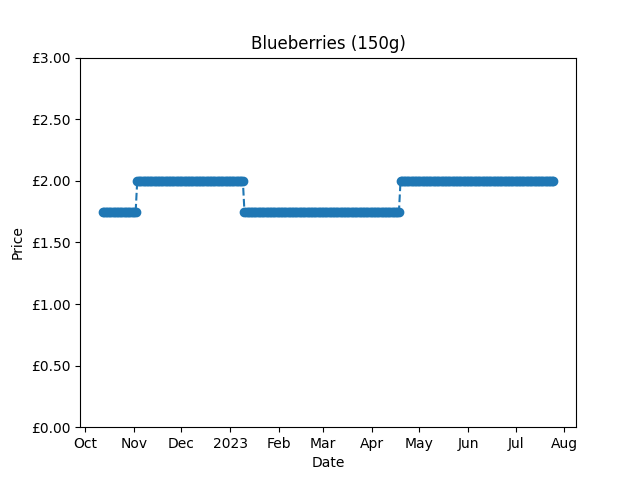 Blueberries (150g)
£3.00
£2.50
£2.00
£1.50
£1.00
£0.50
£0.00
Price
Oct Nov Dec 2023 Feb Mar Apr May Jun Jul Aug
Date